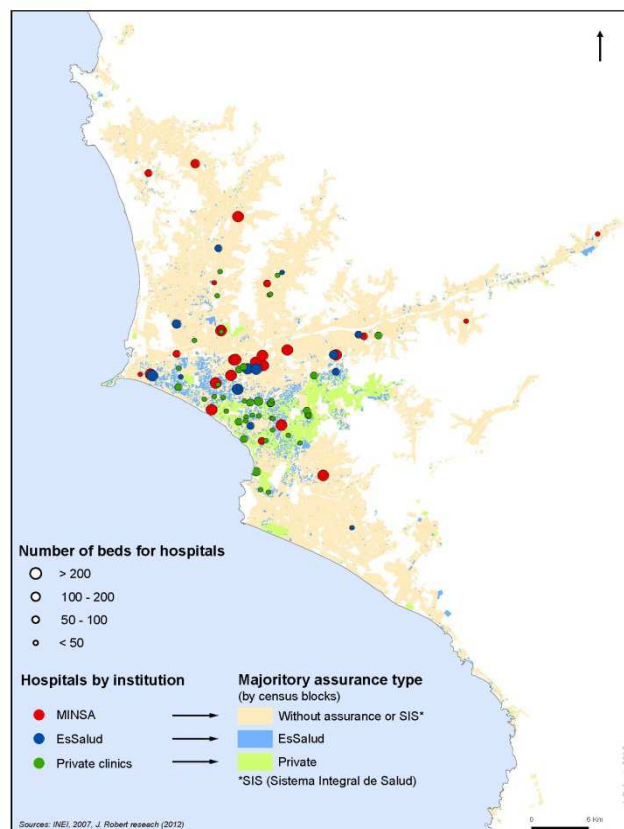 Number of beds for hospitals
> 200
100 - 200
50 - 100
< 50
Hospitals by institution
MINSA
EsSalud
Private clinics
Majoritory assurance type
(by census blocks)
Without assurance or SIS*
EsSalud
Private
*SIS (Sistema Integral de Salud)
Sources: INEI, 2007, J. Robert reseach (2012)
0 6 Km